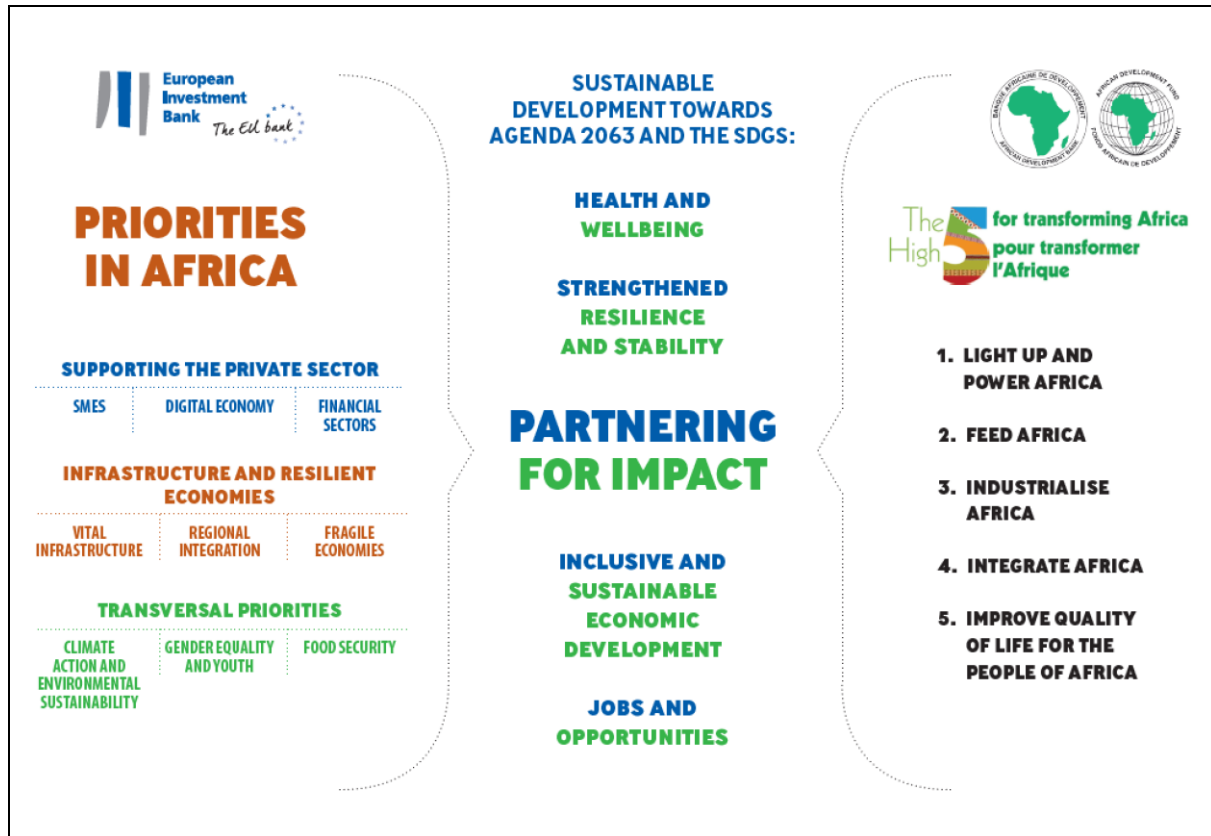 European
Investment
Bank
The EU bank
PRIORITIES
IN AFRICA
SUPPORTING THE PRIVATE SECTOR
SMES
DIGITAL ECONOMY
FINANCIAL
SECTORS
INFRASTRUCTURE AND RESILIENT
ECONOMIES
VITAL
INFRASTRUCTURE
REGIONAL
INTEGRATION
FRAGILE
ECONOMIES
TRANSVERSAL PRIORITIES
CLIMATE
ACTION AND
ENVIRONMENTAL
SUSTAINABILITY
GENDER EQUALITY
AND YOUTH
FOOD SECURITY
SUSTAINABLE
DEVELOPMENT TOWARDS
AGENDA 2063 AND THE SDGS:
HEALTH AND
WELLBEING
STRENGTHENED
RESILIENCE
AND STABILITY
PARTNERING
FOR IMPACT
INCLUSIVE AND
SUSTAINABLE
ECONOMIC
DEVELOPMENT
JOBS AND
OPPORTUNITIES
BANQUE AFRICAINE DE DÉVELOPPEMENT
AFRICAN DEVELOPMENT BANK
AFRICAN DEVELOPMENT FUND
FONDS AFRICAIN DE DÉVELOPPEMENT
The
High 5
for transforming Africa
pour transformer
l'Afrique
1. LIGHT UP AND
POWER AFRICA
2. FEED AFRICA
3. INDUSTRIALISE
AFRICA
4. INTEGRATE AFRICA
5. IMPROVE QUALITY
OF LIFE FOR THE
PEOPLE OF AFRICA